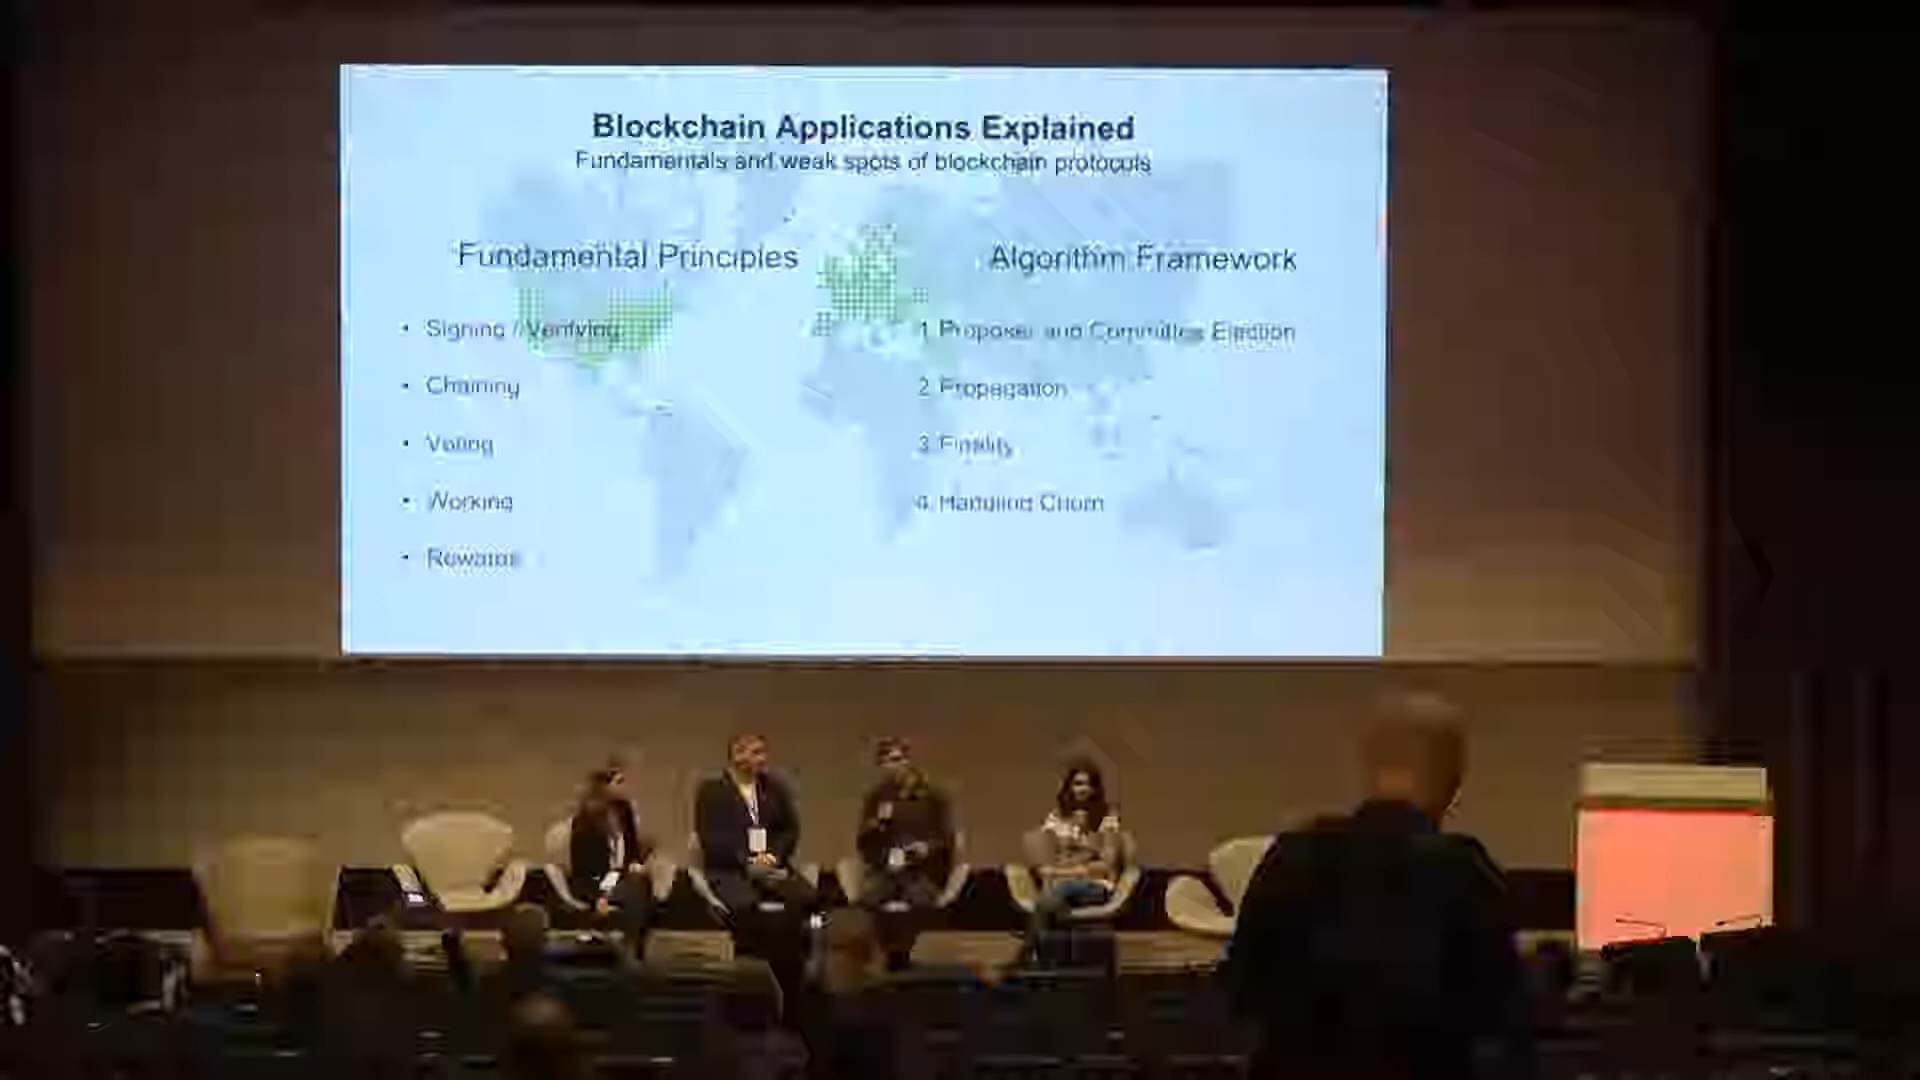 Blockchain Applications Explained
Fundamentals and weak spots of blockchain protocols
Fundamental Principles
• Signing / Verifying
• Chaining
• Voting
• Working
• Rewards
Algorithm Framework
1. Proposer and Committee Election
2. Propagation
3. Finality
4. Handling Churn